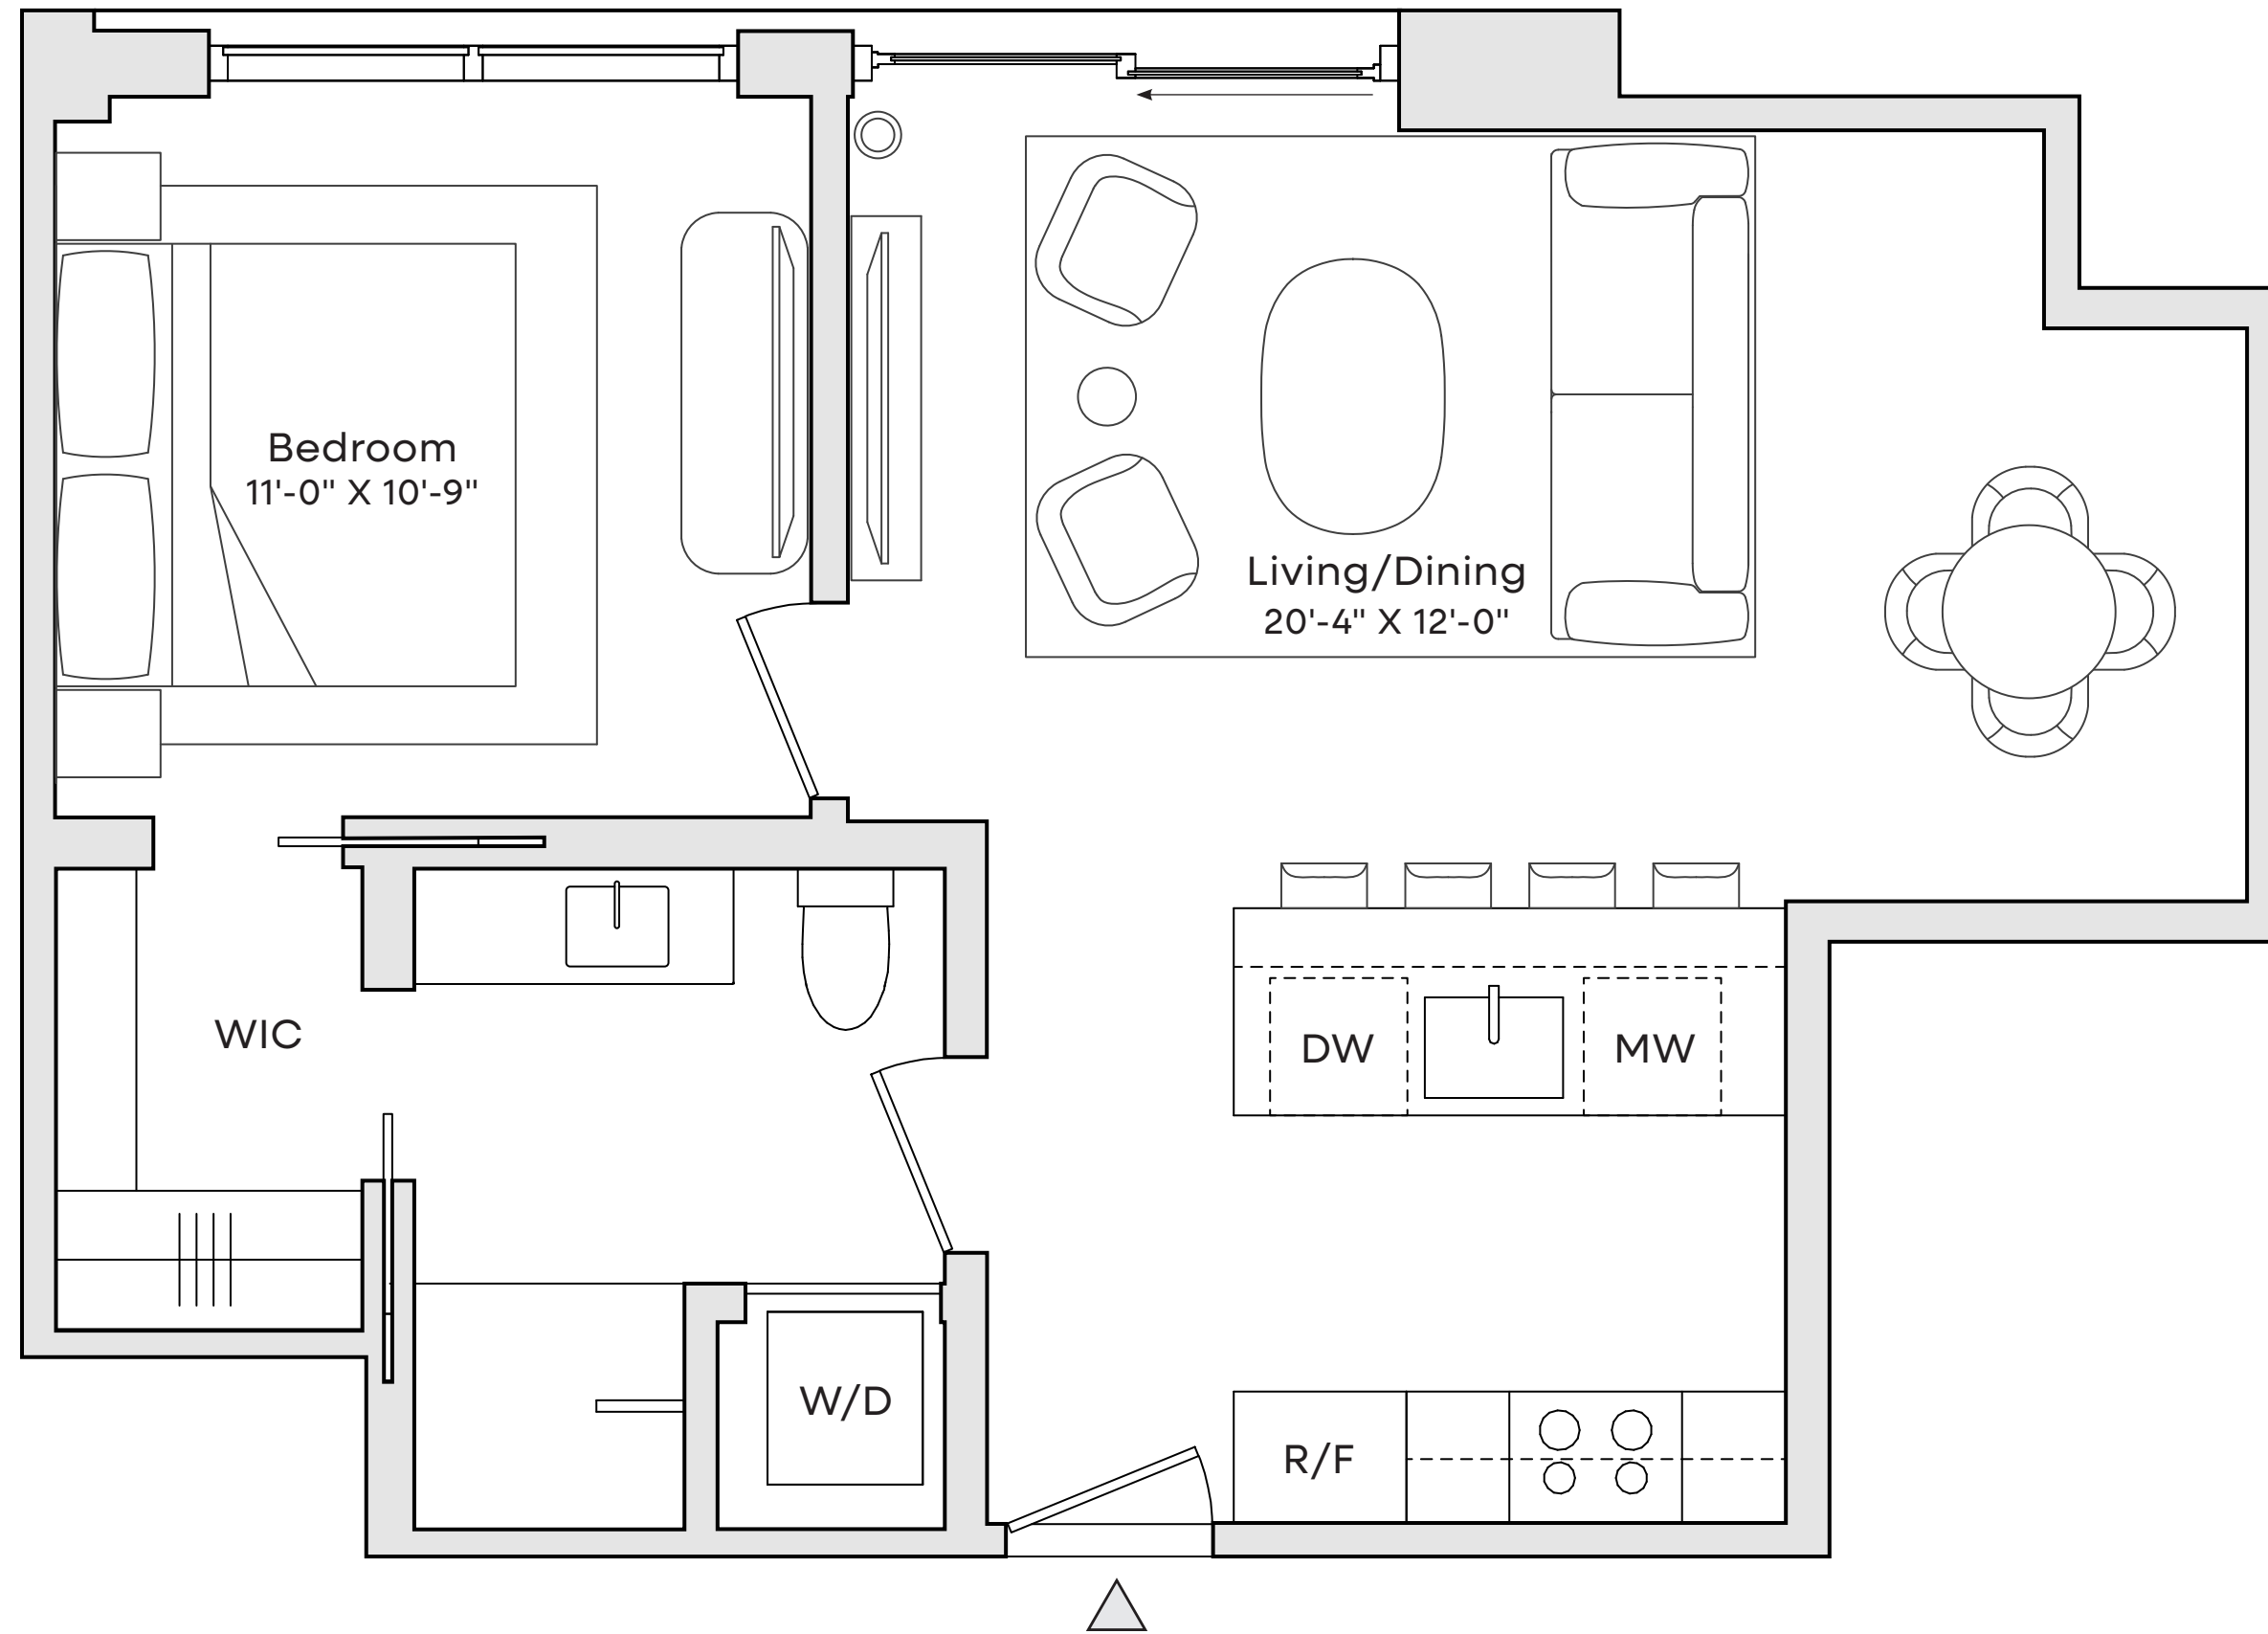 Bedroom
11'-0" X 10'-9"
Living/Dining
20'-4" X 12'-0"
WIC
DW
MW
W/D
R/F